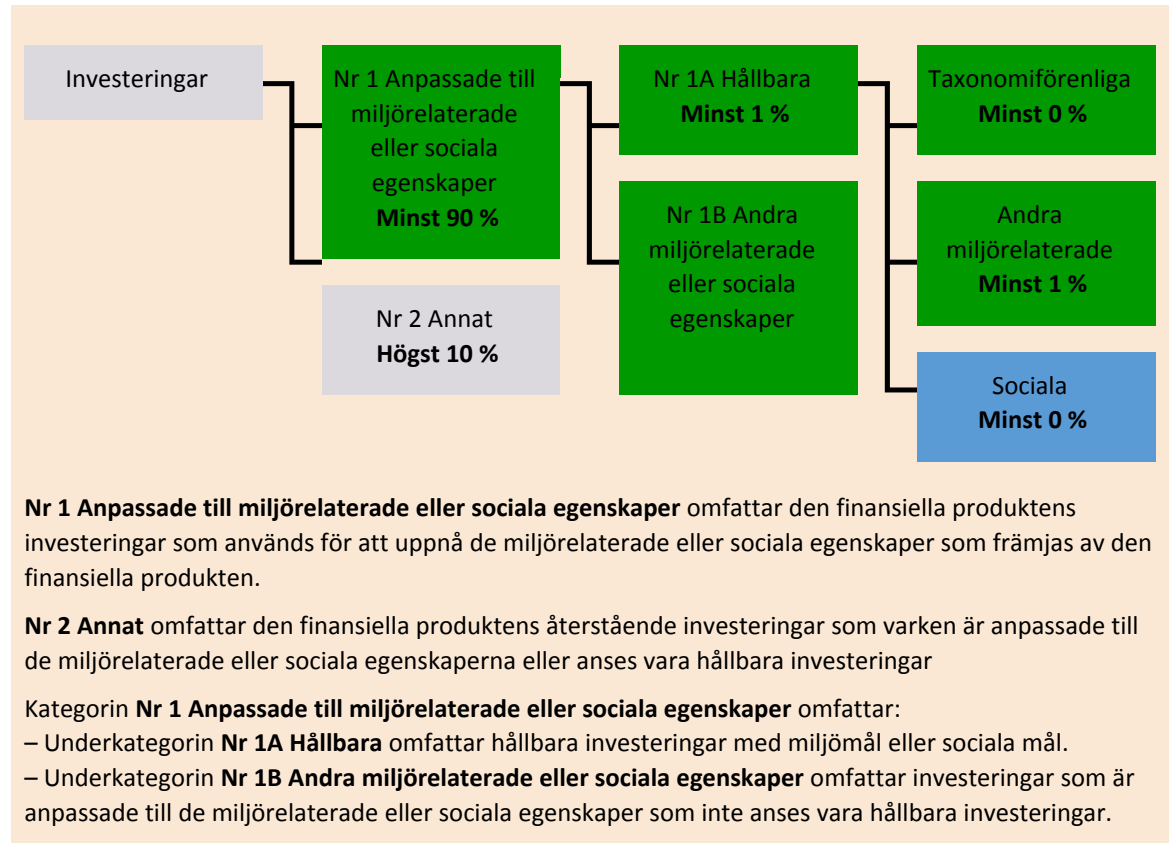 Investeringar
Nr 1 Anpassade till
miljörelaterade
eller sociala
egenskaper
Minst 90 %
Nr 2 Annat
Högst 10 %
Nr 1A Hållbara
Minst 1 %
Nr 1B Andra
miljörelaterade
eller sociala
egenskaper
Taxonomiförenliga
Minst 0 %
Andra
miljörelaterade
Minst 1 %
Sociala
Minst 0 %
Nr 1 Anpassade till miljörelaterade eller sociala egenskaper omfattar den finansiella produktens
investeringar som används för att uppnå de miljörelaterade eller sociala egenskaper som främjas av den
finansiella produkten.
Nr 2 Annat omfattar den finansiella produktens återstående investeringar som varken är anpassade till
de miljörelaterade eller sociala egenskaperna eller anses vara hållbara investeringar
Kategorin Nr 1 Anpassade till miljörelaterade eller sociala egenskaper omfattar:
– Underkategorin Nr 1A Hållbara omfattar hållbara investeringar med miljömål eller sociala mål.
– Underkategorin Nr 1B Andra miljörelaterade eller sociala egenskaper omfattar investeringar som är
anpassade till de miljörelaterade eller sociala egenskaper som inte anses vara hållbara investeringar.